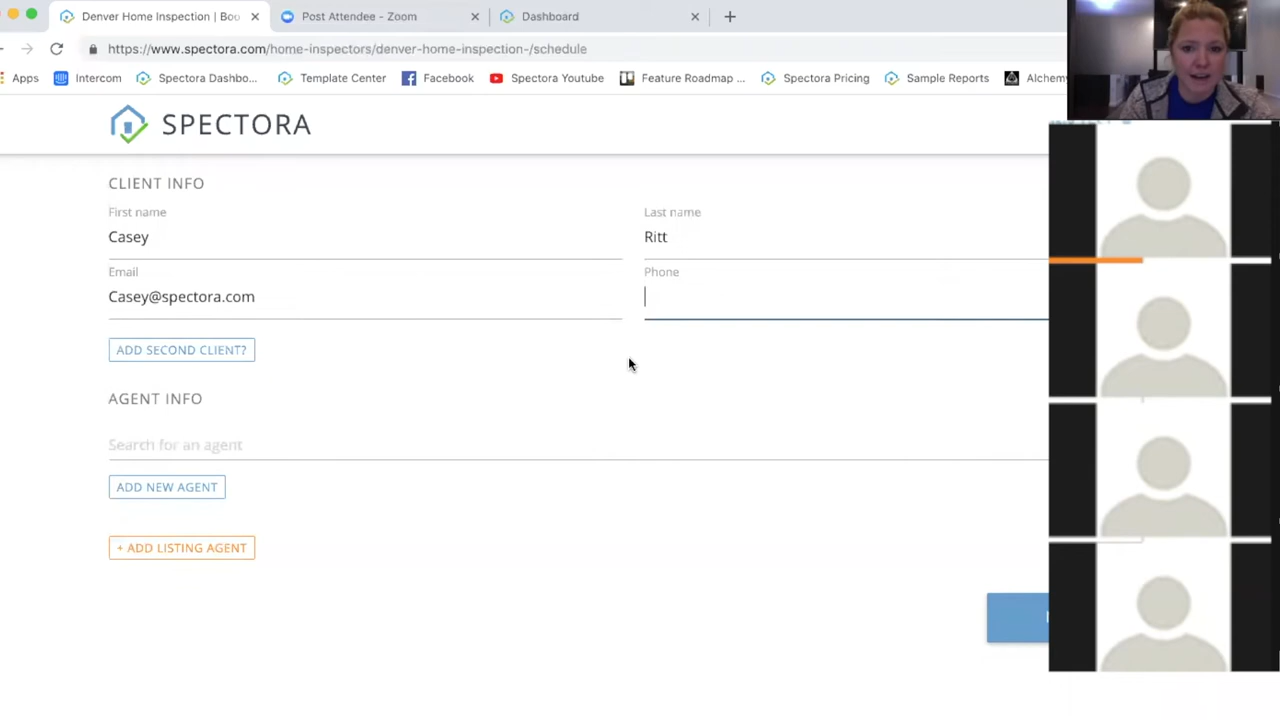 Denver Home Inspection | Boo
Post Attendee - Zoom
Dashboard
https://www.spectora.com/home-inspectors/denver-home-inspection-/schedule
Apps
Intercom
Spectora Dashbo...
Template Center
Facebook
Spectora Youtube
Feature Roadmap ...
Spectora Pricing
Sample Reports
Alchem
SPECTORA
CLIENT INFO
First name
Last name
Casey
Ritt
Email
Phone
Casey@spectora.com
ADD SECOND CLIENT?
AGENT INFO
Search for an agent
ADD NEW AGENT
+ ADD LISTING AGENT